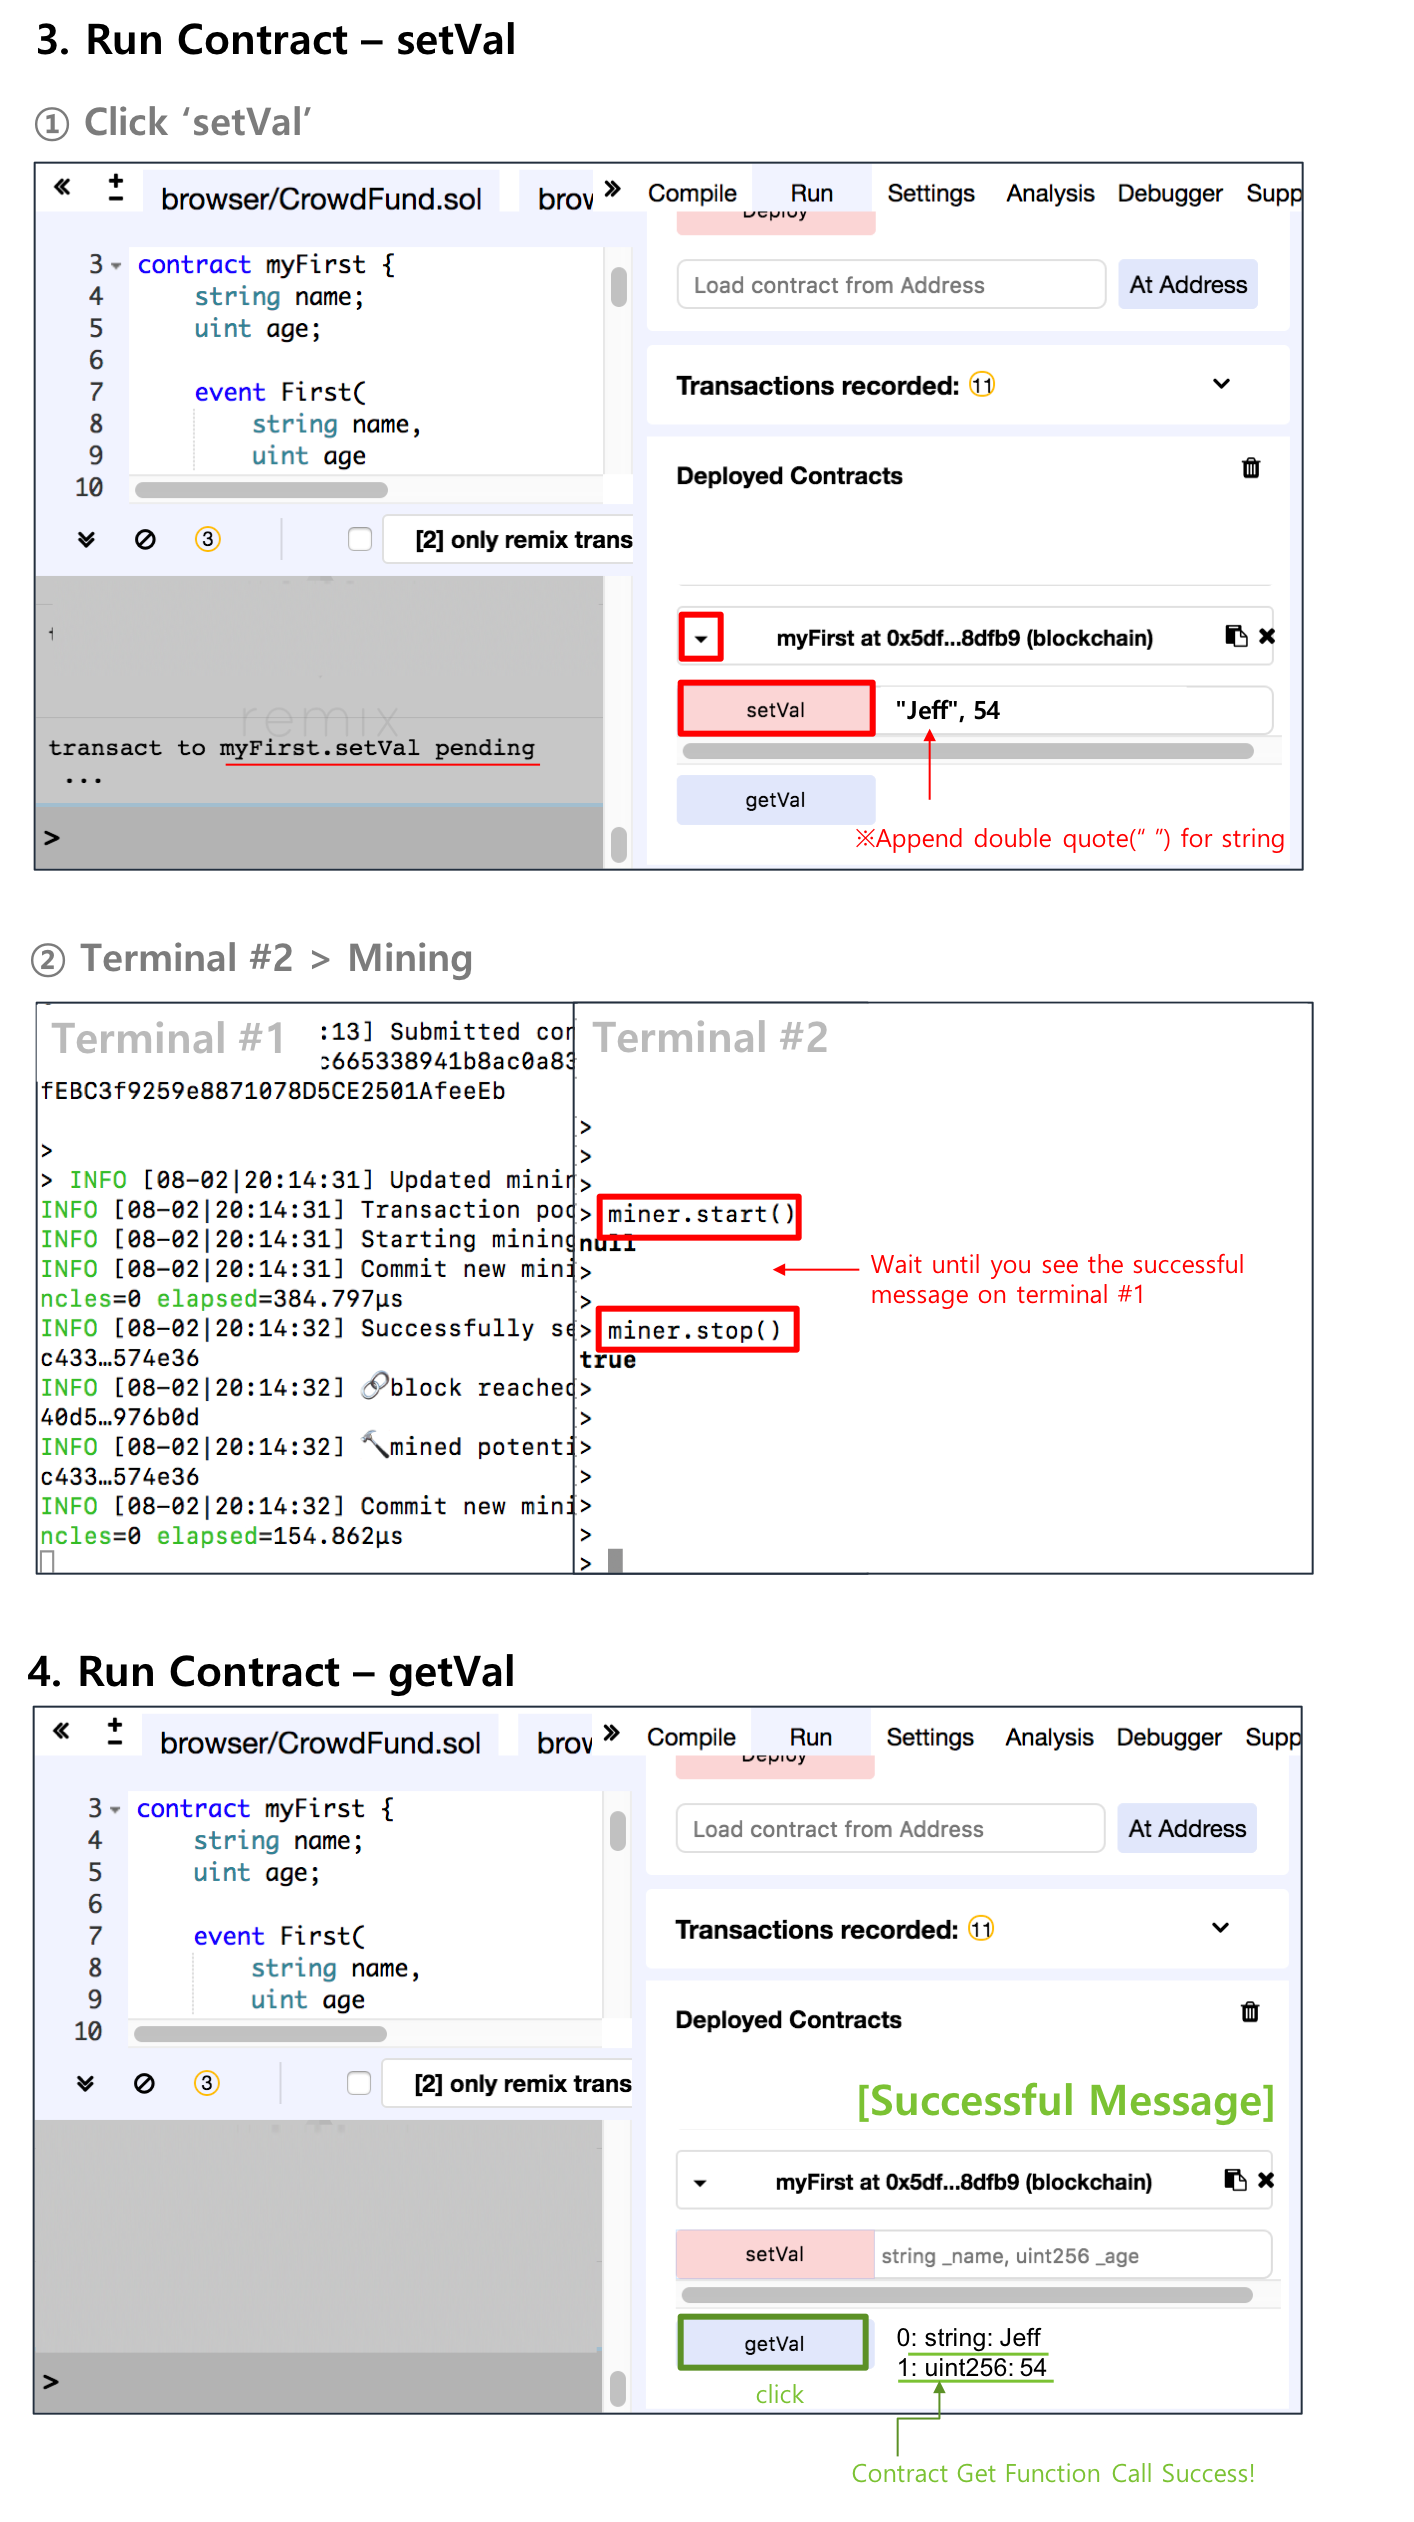 3. Run Contract – setVal
① Click ‘setVal’
browser/CrowdFund.sol
Compile Run Settings Analysis Debugger Supp
Deploy
3 contract myFirst {
4 string name;
5 uint age;
6
7 event First(
8 string name,
9 uint age
10
Load contract from Address
At Address
Transactions recorded: 11
Deployed Contracts
3
[2] only remix trans
remix
transact to myFirst.setVal pending
...
>
myFirst at 0x5df...8dfb9 (blockchain)
setVal
"Jeff", 54
getVal
※Append double quote(“ ”) for string
② Terminal #2 > Mining
Terminal #1
:13] Submitted cor
c665338941b8ac0a83
fEBC3f9259e8871078D5CE2501AfeeEb
>
> INFO [08-02|20:14:31] Updated minir
INFO [08-02|20:14:31] Transaction poo
INFO [08-02|20:14:31] Starting mining
INFO [08-02|20:14:31] Commit new mini
ncles=0 elapsed=384.797µs
INFO [08-02|20:14:32] Successfully se
c433…574e36
INFO [08-02|20:14:32] 🔗block reached
40d5…976b0d
INFO [08-02|20:14:32] 🔨mined potenti
c433…574e36
INFO [08-02|20:14:32] Commit new mini
ncles=0 elapsed=154.862µs
Terminal #2
>
>
>
> miner.start()
null
>
>
> miner.stop()
true
>
>
>
>
>
>
>
Wait until you see the successful
message on terminal #1
4. Run Contract – getVal
browser/CrowdFund.sol
Compile Run Settings Analysis Debugger Supp
Deploy
3 contract myFirst {
4 string name;
5 uint age;
6
7 event First(
8 string name,
9 uint age
10
Load contract from Address
At Address
Transactions recorded: 11
Deployed Contracts
3
[2] only remix trans
>
[Successful Message]
myFirst at 0x5df...8dfb9 (blockchain)
setVal
string _name, uint256 _age
getVal
0: string: Jeff
1: uint256: 54
click
Contract Get Function Call Success!